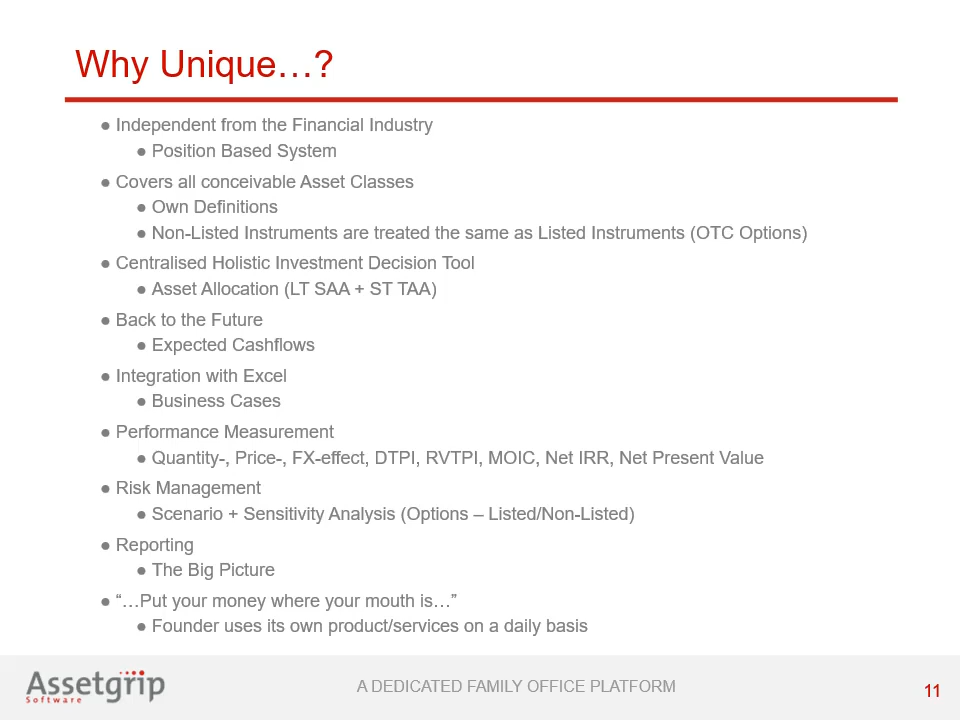 Why Unique…?
● Independent from the Financial Industry
● Position Based System
● Covers all conceivable Asset Classes
● Own Definitions
● Non-Listed Instruments are treated the same as Listed Instruments (OTC Options)
● Centralised Holistic Investment Decision Tool
● Asset Allocation (LT SAA + ST TAA)
● Back to the Future
● Expected Cashflows
● Integration with Excel
● Business Cases
● Performance Measurement
● Quantity-, Price-, FX-effect, DTPI, RVTPI, MOIC, Net IRR, Net Present Value
● Risk Management
● Scenario + Sensitivity Analysis (Options – Listed/Non-Listed)
● Reporting
● The Big Picture
● “…Put your money where your mouth is…”
● Founder uses its own product/services on a daily basis
Assetgrip
Software
A DEDICATED FAMILY OFFICE PLATFORM
11